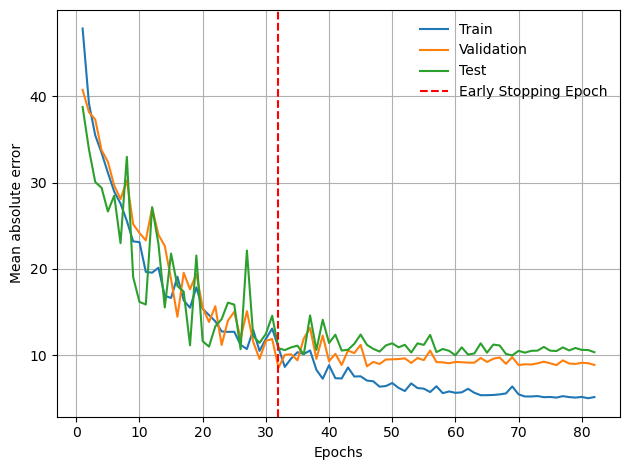 Train
Validation
Test
Early Stopping Epoch
Mean absolute error
40
30
20
10
0 10 20 30 40 50 60 70 80
Epochs